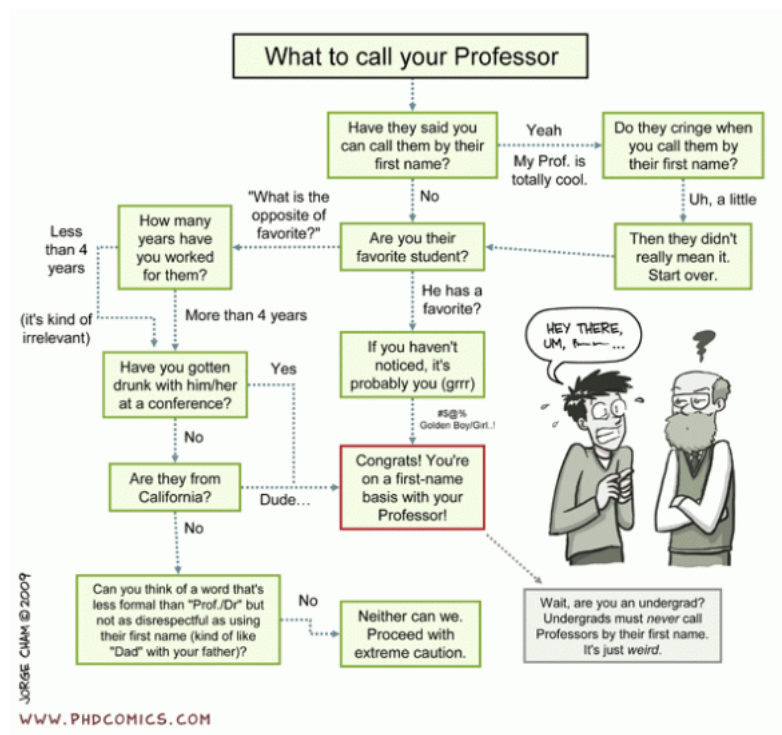 What to call your Professor
Have they said you
can call them by their
first name?
Yeah
My Prof. is
totally cool.
Do they cringe when
you call them by
their first name?
No
Uh, a little
"What is the
opposite of
favorite?"
Less
than 4
years
How many
years have
you worked
for them?
Are you their
favorite student?
Then they didn't
really mean it.
Start over.
He has a
favorite?
(it's kind of
irrelevant)
More than 4 years
HEY THERE,
UM,
...
If you haven't
noticed, it's
probably you (grrr)
Have you gotten
drunk with him/her
at a conference?
Yes
#$@%
Golden Boy/Girl..!
No
Congrats! You're
on a first-name
basis with your
Professor!
Are they from
California?
Dude...
No
Can you think of a word that's
less formal than "Prof./Dr" but
not as disrespectful as using
their first name (kind of like
"Dad" with your father)?
No
Neither can we.
Proceed with
extreme caution.
Wait, are you an undergrad?
Undergrads must never call
Professors by their first name.
It's just weird.
JORGE CHAM © 2009
WWW.PHDCOMICS.COM